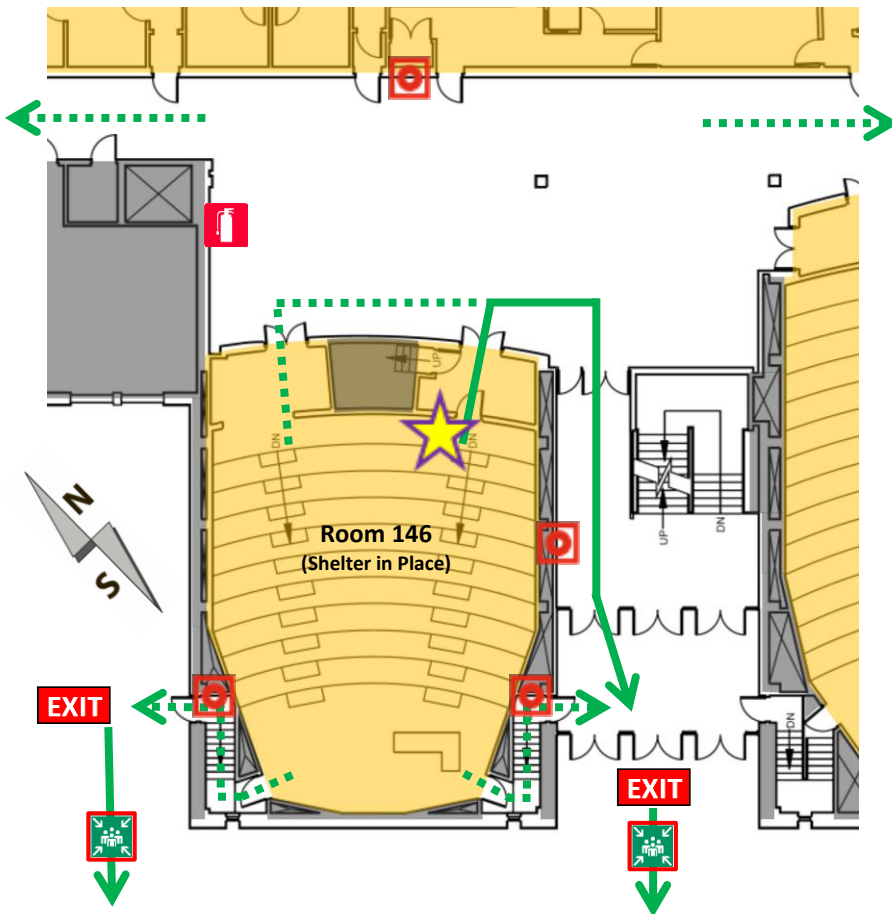 UP
DN
DN
Room 146
(Shelter in Place)
N
S
UP
DN
EXIT
DN
EXIT